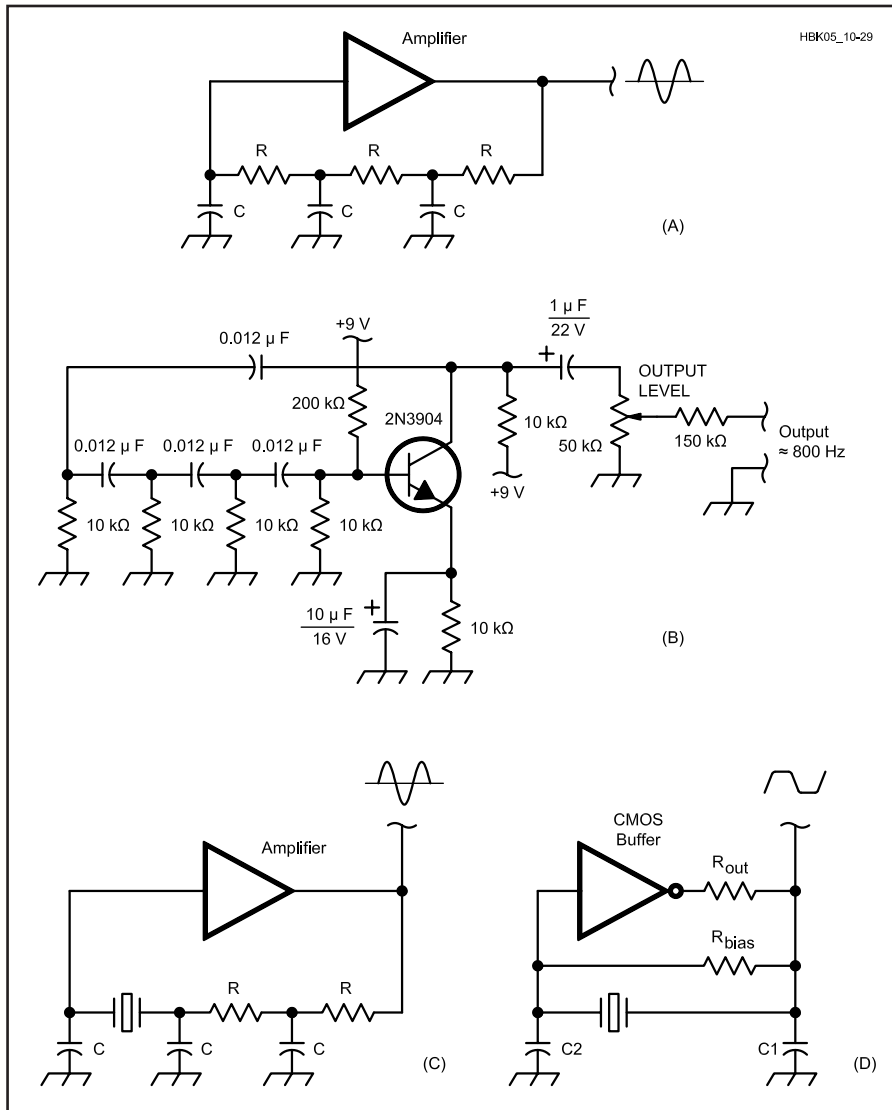 HBK05_10-29
Amplifier
R R R
C C C
(A)
1 µ F
22 V
+9 V
0.012 µ F
OUTPUT
LEVEL
200 kΩ
2N3904
10 kΩ
50 kΩ
150 kΩ
Output
≈ 800 Hz
0.012 µ F 0.012 µ F 0.012 µ F
+9 V
10 kΩ 10 kΩ 10 kΩ 10 kΩ
10 µ F
16 V
10 kΩ
(B)
Amplifier
R R
C C C
(C)
CMOS
Buffer
Rout
Rbias
C2 C1
(D)